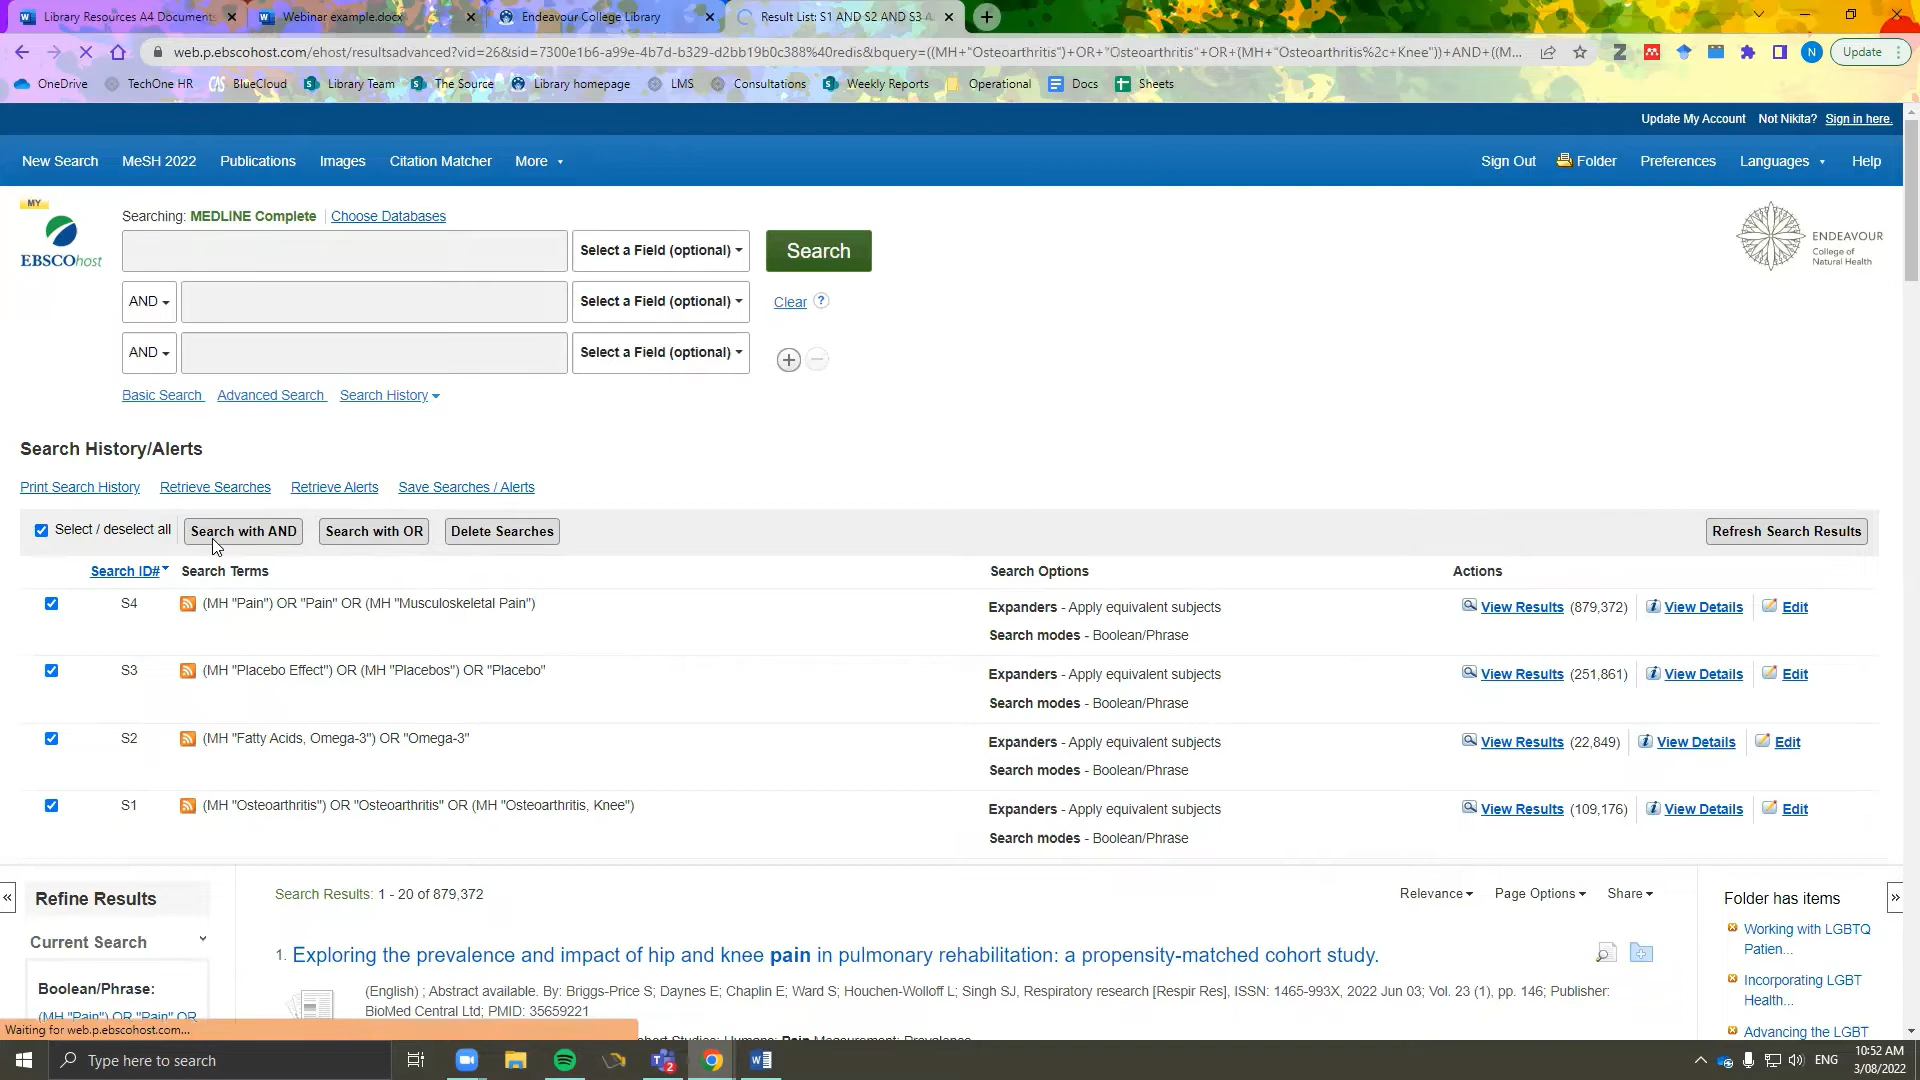 Library Resources A4 Documents
Webinar example.docx
Endeavour College Library
Result List: S1 AND S2 AND S3 A
web.p.ebscohost.com/ehost/resultsadvanced?vid=26&sid=7300e1b6-a99e-4b7d-b329-d2bb19b0c388%40redis&bquery=((MH+"Osteoarthritis")+OR+"Osteoarthritis"+OR+(MH+"Osteoarthritis%2c+Knee"))+AND+((M...
N
Update
OneDrive
TechOne HR
BlueCloud
Library Team
The Source
Library homepage
LMS
Consultations
Weekly Reports
Operational
Docs
Sheets
Update My Account Not Nikita? Sign in here.
New Search MeSH 2022 Publications Images Citation Matcher More
Sign Out Folder Preferences Languages Help
MY
EBSCOhost
Searching: MEDLINE Complete Choose Databases
Select a Field (optional) Search
AND Select a Field (optional) Clear ?
AND Select a Field (optional)
Basic Search Advanced Search Search History
ENDEAVOUR
College of
Natural Health
Search History/Alerts
Print Search History Retrieve Searches Retrieve Alerts Save Searches / Alerts
Select / deselect all Search with AND Search with OR Delete Searches Refresh Search Results
Search ID# Search Terms Search Options Actions
S4 (MH "Pain") OR "Pain" OR (MH "Musculoskeletal Pain") Expanders - Apply equivalent subjects View Results (879,372) View Details Edit
Search modes - Boolean/Phrase
S3 (MH "Placebo Effect") OR (MH "Placebos") OR "Placebo" Expanders - Apply equivalent subjects View Results (251,861) View Details Edit
Search modes - Boolean/Phrase
S2 (MH "Fatty Acids, Omega-3") OR "Omega-3" Expanders - Apply equivalent subjects View Results (22,849) View Details Edit
Search modes - Boolean/Phrase
S1 (MH "Osteoarthritis") OR "Osteoarthritis" OR (MH "Osteoarthritis, Knee") Expanders - Apply equivalent subjects View Results (109,176) View Details Edit
Search modes - Boolean/Phrase
Refine Results
Current Search
Boolean/Phrase:
(MH "Pain") OR "Pain" OR
Search Results: 1 - 20 of 879,372
Relevance Page Options Share
1. Exploring the prevalence and impact of hip and knee pain in pulmonary rehabilitation: a propensity-matched cohort study.
(English) ; Abstract available. By: Briggs-Price S; Daynes E; Chaplin E; Ward S; Houchen-Wolloff L; Singh SJ, Respiratory research [Respir Res], ISSN: 1465-993X, 2022 Jun 03; Vol. 23 (1), pp. 146; Publisher:
BioMed Central Ltd; PMID: 35659221
Studies; Humans; Pain Measurement; Prevalence
Folder has items
Working with LGBTQ
Patien...
Incorporating LGBT
Health...
Advancing the LGBT
Waiting for web.p.ebscohost.com...
Type here to search
2
ENG
10:52 AM
3/08/2022